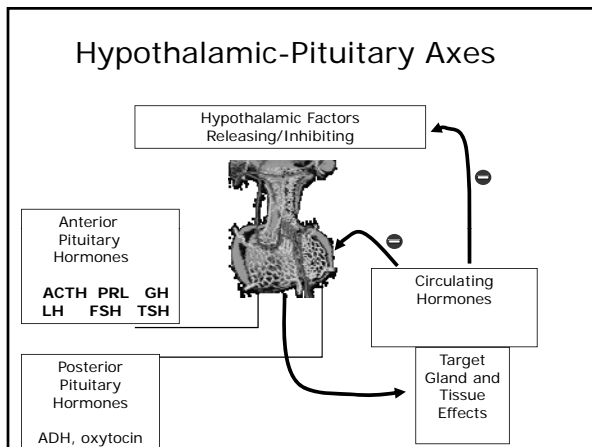 Hypothalamic-Pituitary Axes
Hypothalamic Factors
Releasing/Inhibiting
Anterior
Pituitary
Hormones
ACTH PRL GH
LH FSH TSH
Circulating
Hormones
Target
Gland and
Tissue
Effects
Posterior
Pituitary
Hormones
ADH, oxytocin